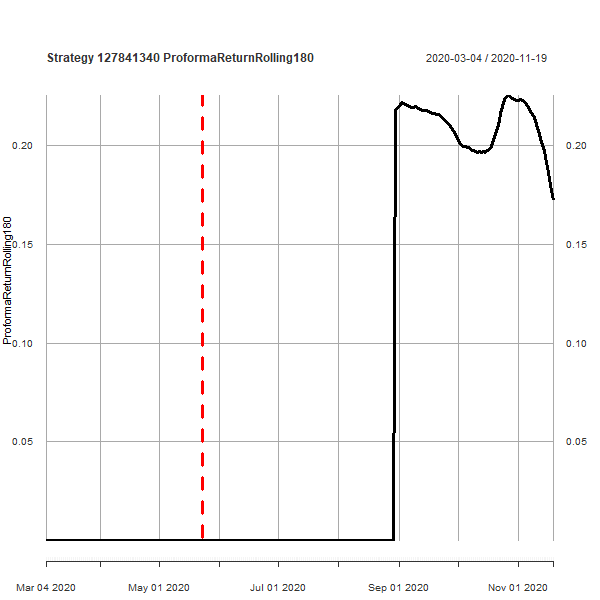 Strategy 127841340 ProformaReturnRolling180
2020-03-04 / 2020-11-19
ProformaReturnRolling180
0.20
0.20
0.15
0.15
0.10
0.10
0.05
0.05
Mar 04 2020
May 01 2020
Jul 01 2020
Sep 01 2020
Nov 01 2020